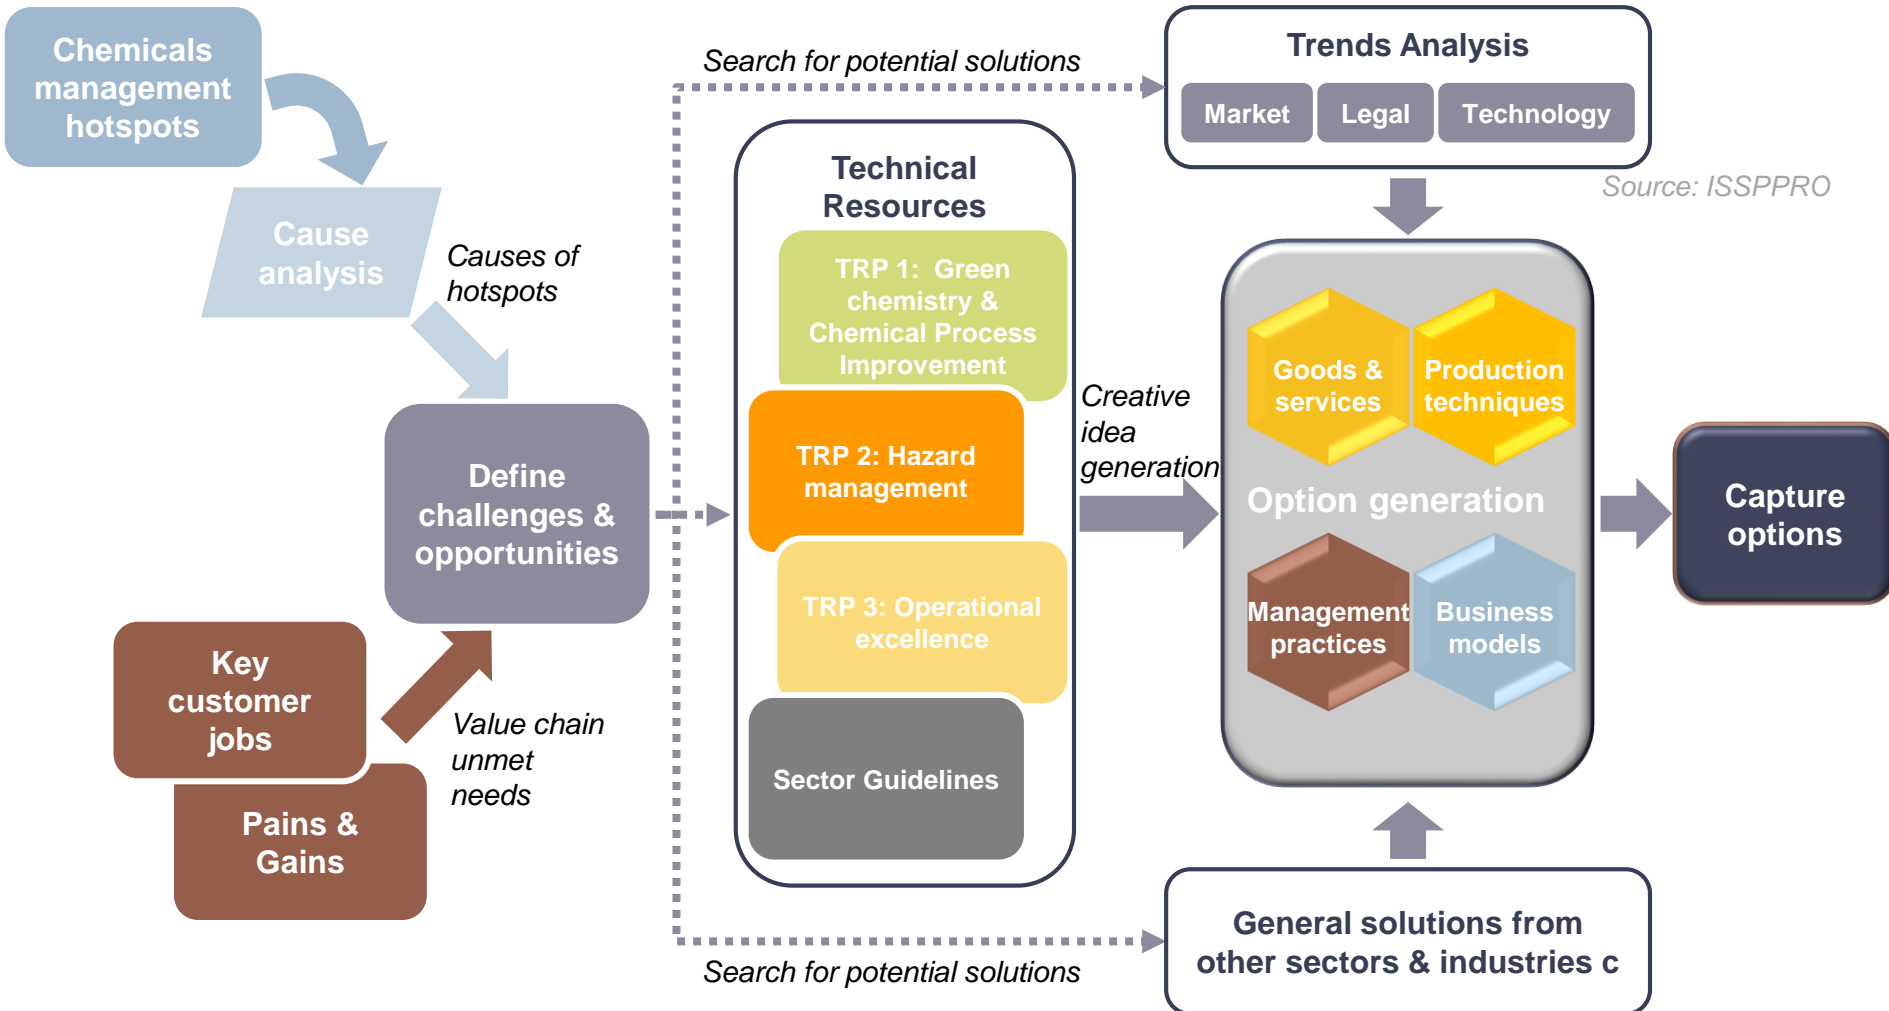 Chemicals
management
hotspots
Cause
analysis
Causes of
hotspots
Define
challenges &
opportunities
Key
customer
jobs
Pains &
Gains
Value chain
unmet
needs
Search for potential solutions
Technical
Resources
TRP 1:  Green
chemistry &
Chemical Process
Improvement
TRP 2: Hazard
management
TRP 3: Operational
excellence
Sector Guidelines
Search for potential solutions
Creative
idea
generation
Trends Analysis
Market
Legal
Technology
Source: ISSPPRO
Goods &
services
Production
techniques
Option generation
Management
practices
Business
models
General solutions from
other sectors & industries c
Capture
options